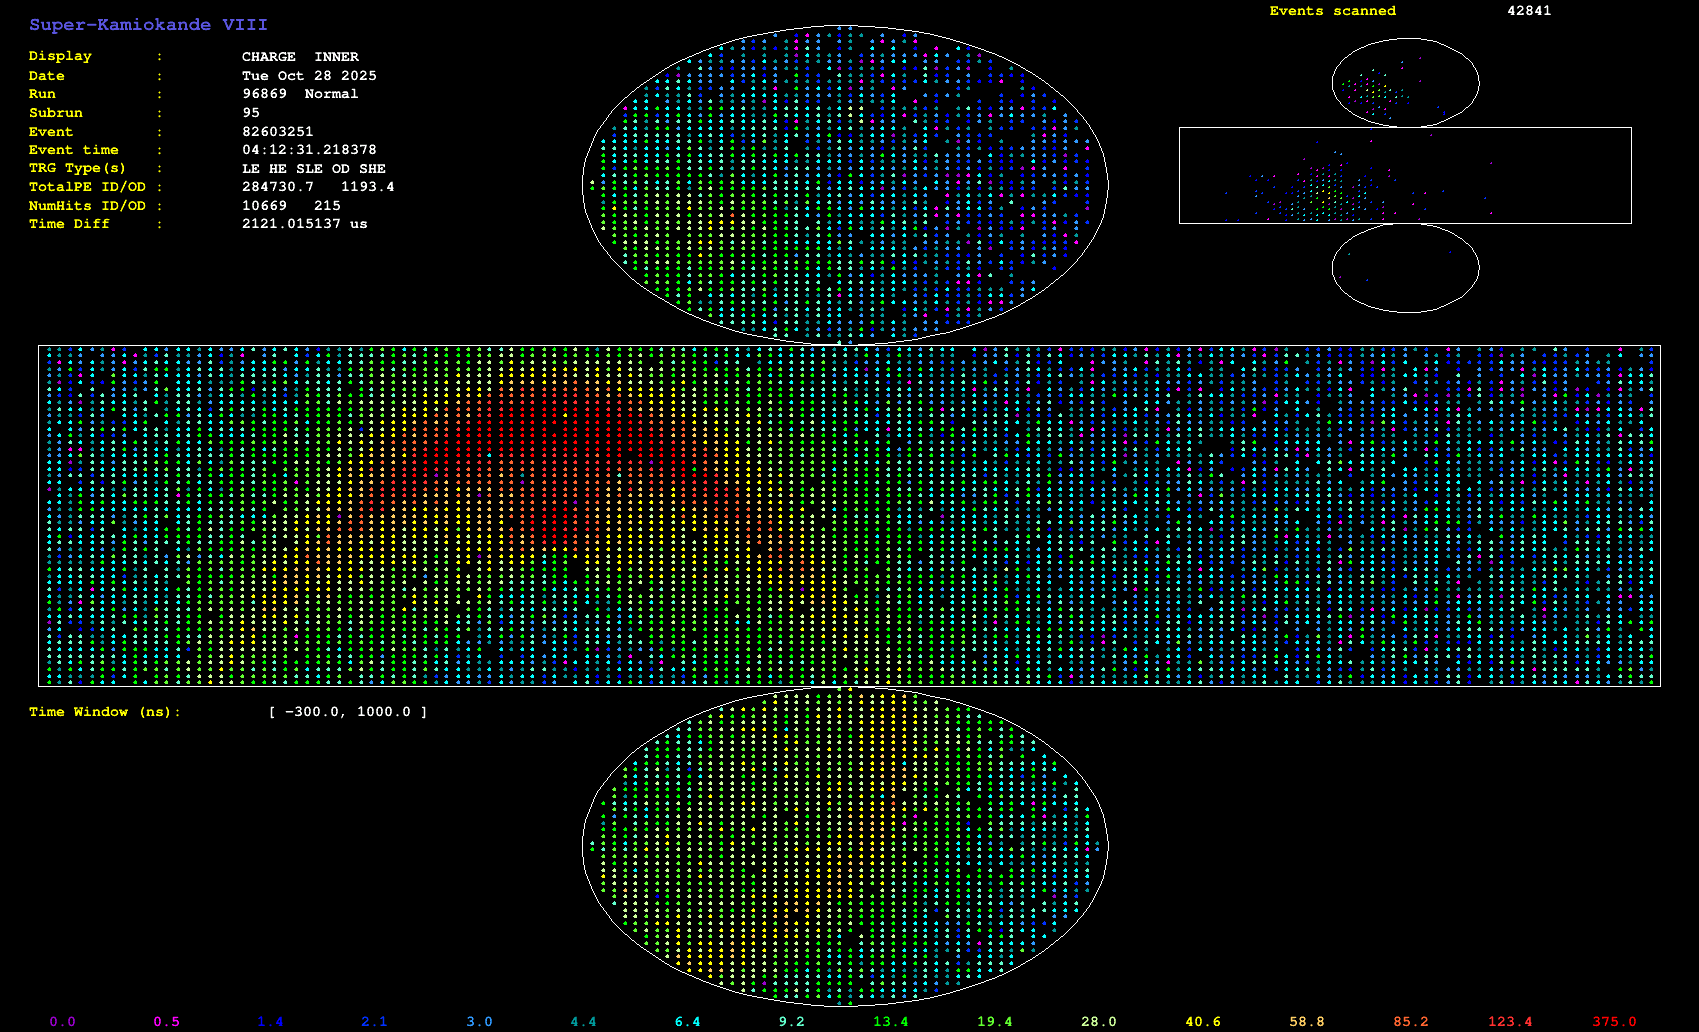 Super-Kamiokande VIII
Events scanned 42841
Display : CHARGE INNER
Date : Tue Oct 28 2025
Run : 96869 Normal
Subrun : 95
Event : 82603251
Event time : 04:12:31.218378
TRG Type(s) : LE HE SLE OD SHE
TotalPE ID/OD : 284730.7 1193.4
NumHits ID/OD : 10669 215
Time Diff : 2121.015137 us
Time Window (ns): [ -300.0, 1000.0 ]
0.0 0.5 1.4 2.1 3.0 4.4 6.4 9.2 13.4 19.4 28.0 40.6 58.8 85.2 123.4 375.0